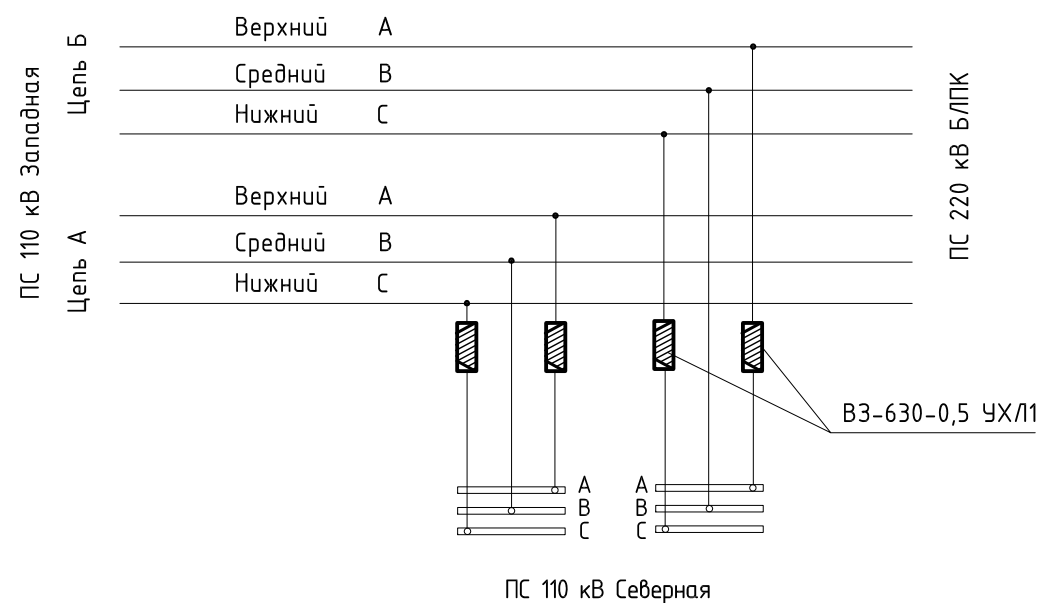 Верхний A
Средний B
Нижний C
Цепь Б
ПС 110 кВ Западная
ПС 220 кВ БЛПК
Верхний A
Средний B
Нижний C
Цепь А
ВЗ-630-0,5 УХЛ1
A A
B B
C C
ПС 110 кВ Северная